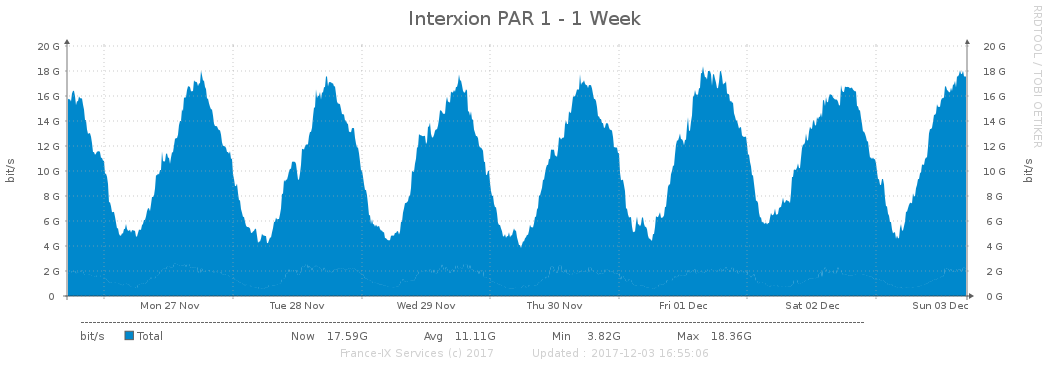 Interxion PAR 1 - 1 Week
RRDTOOL / TOBI OETIKER
20 G 20 G
18 G 18 G
16 G 16 G
14 G 14 G
12 G 12 G
10 G 10 G
8 G 8 G
6 G 6 G
4 G 4 G
2 G 2 G
0 0 G
bit/s
bit/s
Mon 27 Nov Tue 28 Nov Wed 29 Nov Thu 30 Nov Fri 01 Dec Sat 02 Dec Sun 03 Dec
bit/s Total Now 17.59G Avg 11.11G Min 3.82G Max 18.36G
France-IX Services (c) 2017 Updated : 2017-12-03 16:55:06